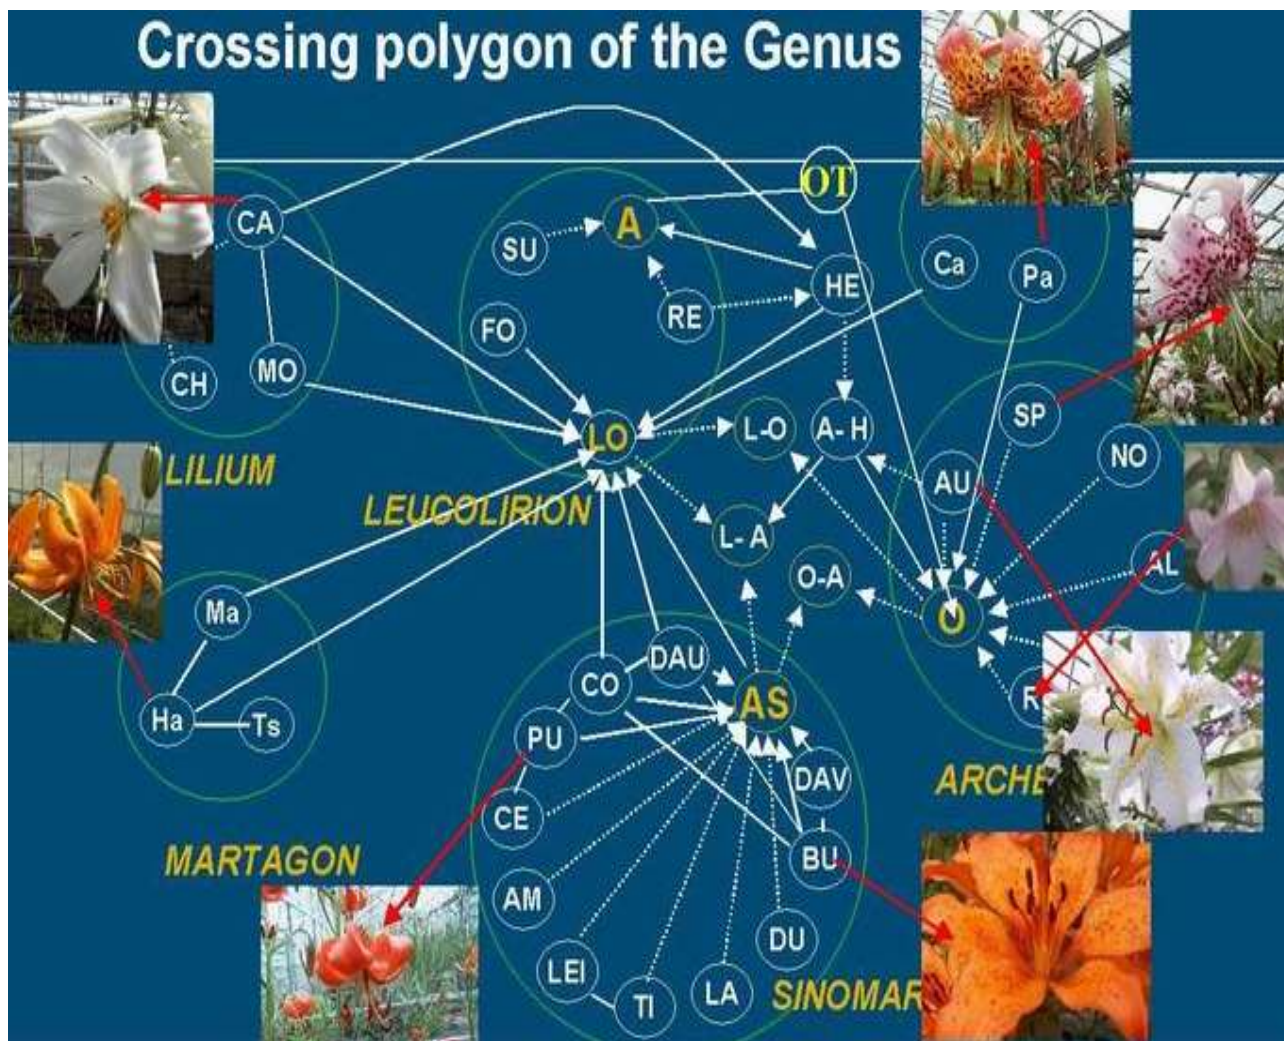 Crossing polygon of the Genus
OT
CA
A
SU
HE
Ca
Pa
RE
FO
CH
MO
SP
LO
L-O
A-H
NO
LILIUM
AU
LEUCOLIRION
L-A
O-A
AL
Ma
O
DAU
CO
AS
R
Ha
Ts
PU
DAV
ARCHE
CE
BU
MARTAGON
AM
DU
LEI
TI
LA
SINOMAR